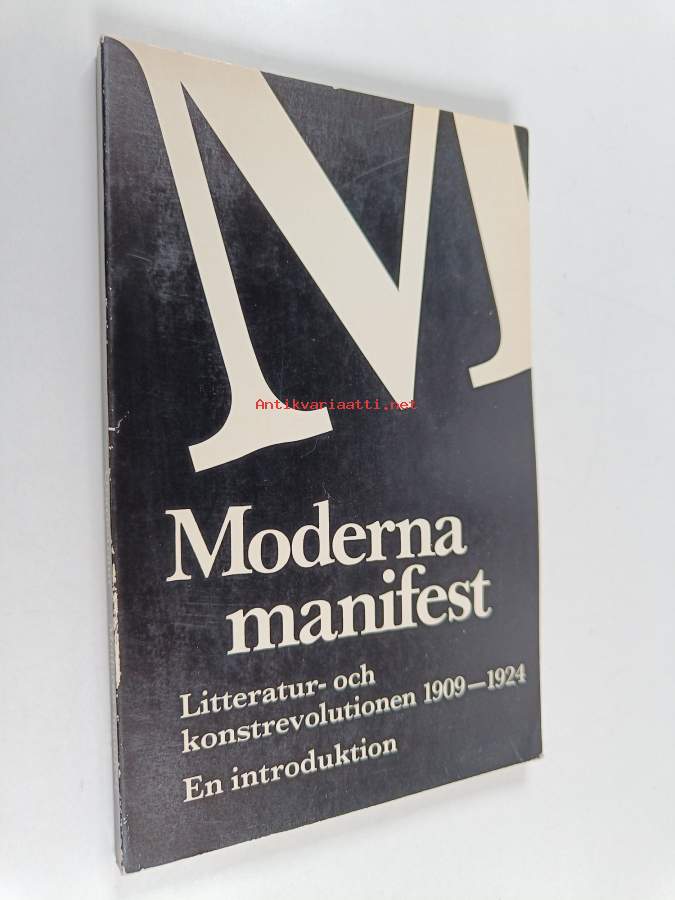 M
Antikvariaatti.net
Moderna
manifest
Litteratur- och
konstrevolutionen 1909—1924
En introduktion